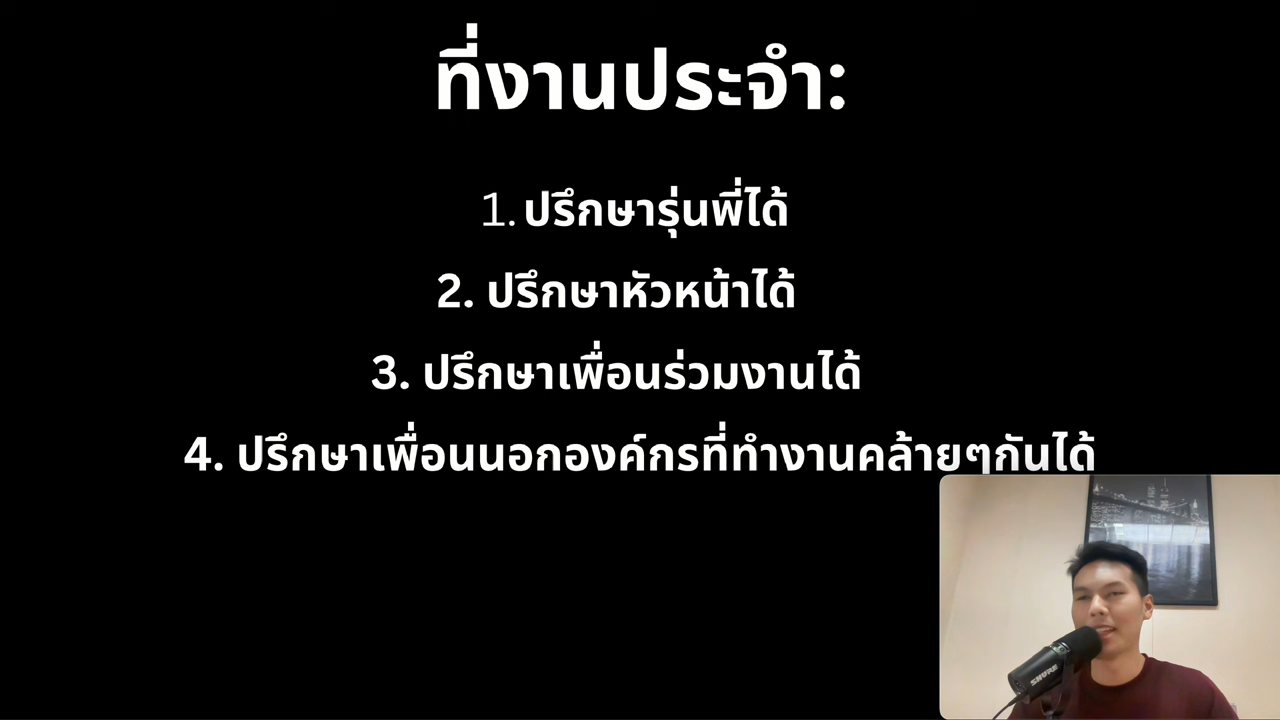 ที่งานประจำ:
1. ปรึกษารุ่นพี่ได้
2. ปรึกษาหัวหน้าได้
3. ปรึกษาเพื่อนร่วมงานได้
4. ปรึกษาเพื่อนนอกองค์กรที่ทำงานคล้ายๆกันได้
SHURE